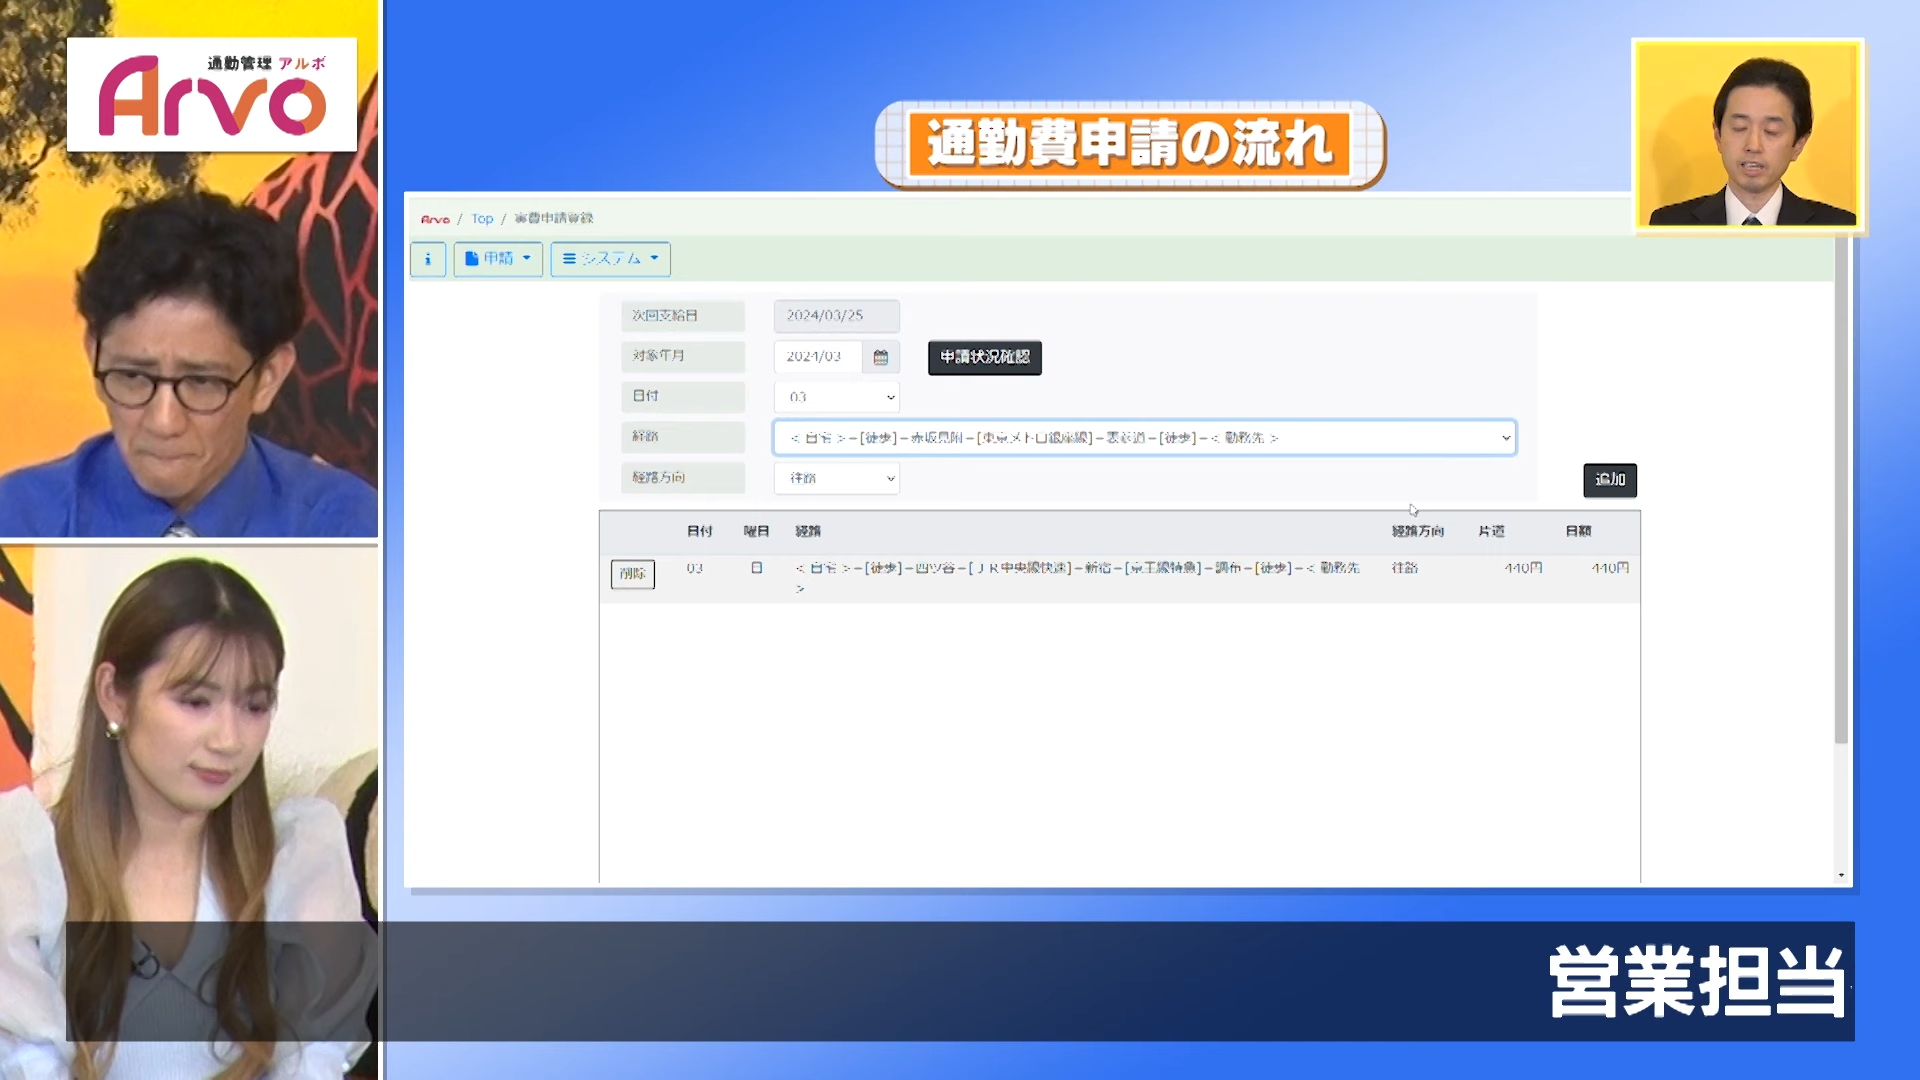 通勤管理 アルボ
Arvo
通勤費申請の流れ
Arvo / Top / 実費申請登録
i 申請 システム
次回支給日 2024/03/25
対象年月 2024/03 申請状況確認
日付 03
経路 < 自宅 >－[徒歩]－赤坂見附－[東京メトロ銀座線]－表参道－[徒歩]－< 勤務先 >
経路方向 往路
追加
日付 曜日 経路 経路方向 片道 日額
削除 03 日 < 自宅 >－[徒歩]－四ツ谷－[ＪＲ中央線快速]－新宿－[京王線特急]－調布－[徒歩]－< 勤務先 往路 440円 440円
>
営業担当